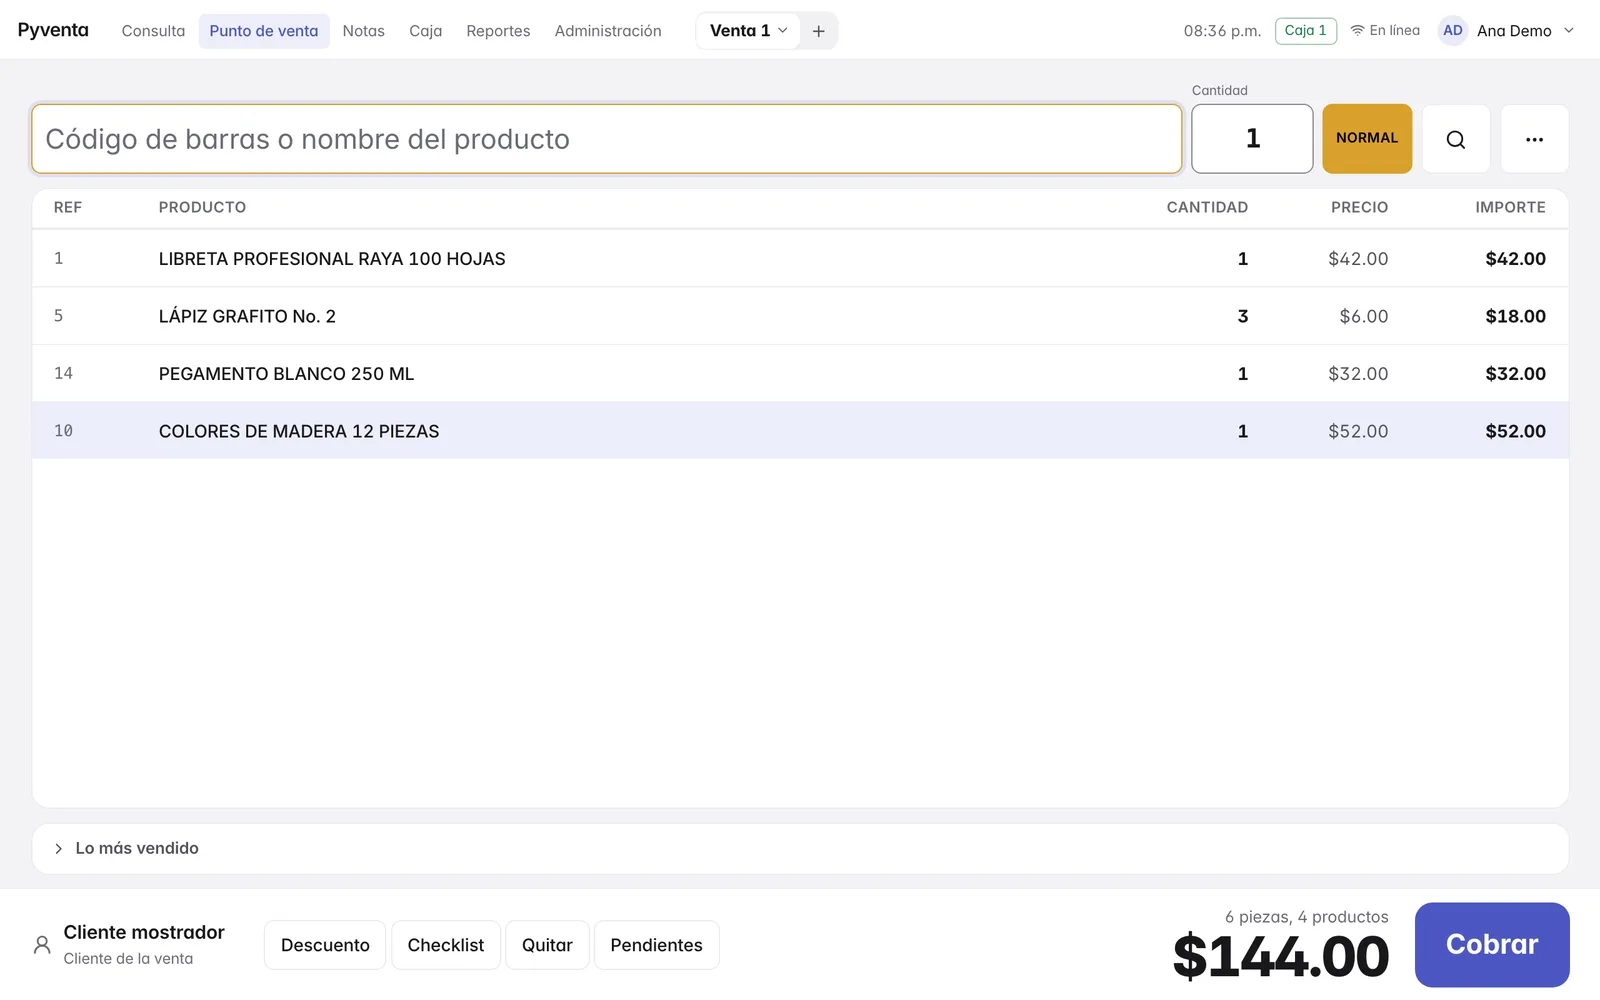 Pyventa Consulta Punto de venta Notas Caja Reportes Administración Venta 1 + 08:36 p.m. Caja 1 En línea AD Ana Demo
Cantidad
Código de barras o nombre del producto 1 NORMAL ...
REF PRODUCTO CANTIDAD PRECIO IMPORTE
1 LIBRETA PROFESIONAL RAYA 100 HOJAS 1 $42.00 $42.00
5 LÁPIZ GRAFITO No. 2 3 $6.00 $18.00
14 PEGAMENTO BLANCO 250 ML 1 $32.00 $32.00
10 COLORES DE MADERA 12 PIEZAS 1 $52.00 $52.00
Lo más vendido
Cliente mostrador
Cliente de la venta
Descuento Checklist Quitar Pendientes
6 piezas, 4 productos
$144.00
Cobrar